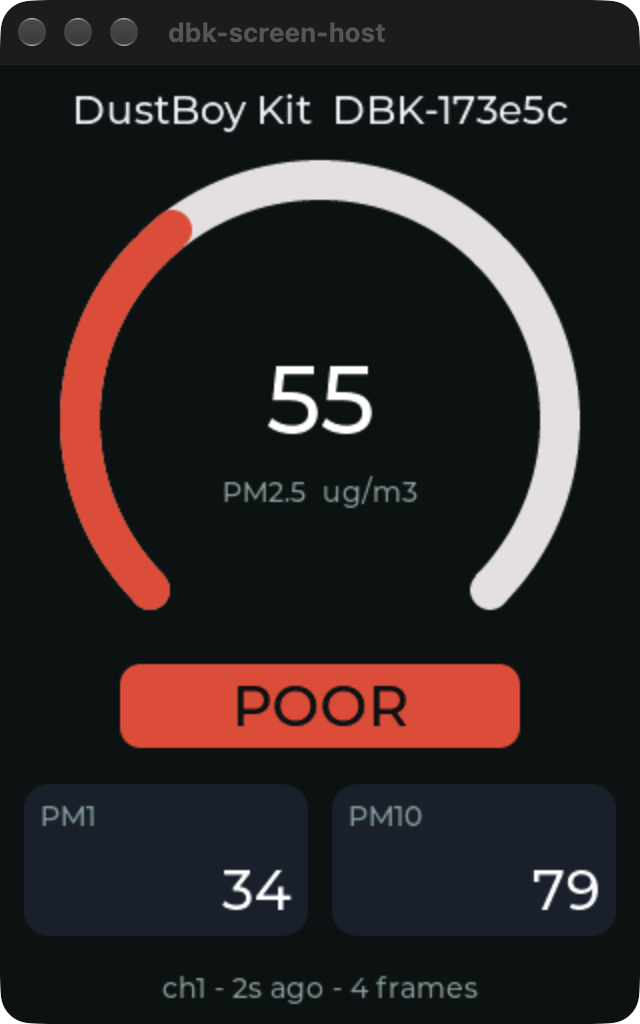 dbk-screen-host
DustBoy Kit DBK-173e5c
55
PM2.5 ug/m3
POOR
PM1
34
PM10
79
ch1 - 2s ago - 4 frames